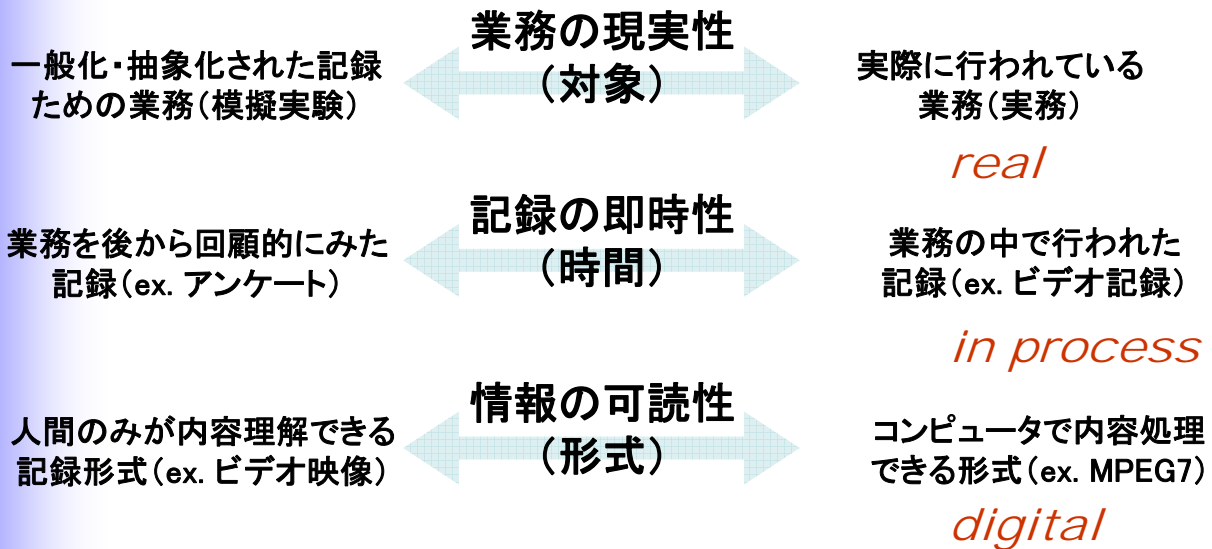 業務の現実性
(対象)
一般化・抽象化された記録
ための業務(模擬実験)
実際に行われている
業務(実務)
real
記録の即時性
(時間)
業務を後から回顧的にみた
記録(ex. アンケート)
業務の中で行われた
記録(ex. ビデオ記録)
in process
情報の可読性
(形式)
人間のみが内容理解できる
記録形式(ex. ビデオ映像)
コンピュータで内容処理
できる形式(ex. MPEG7)
digital